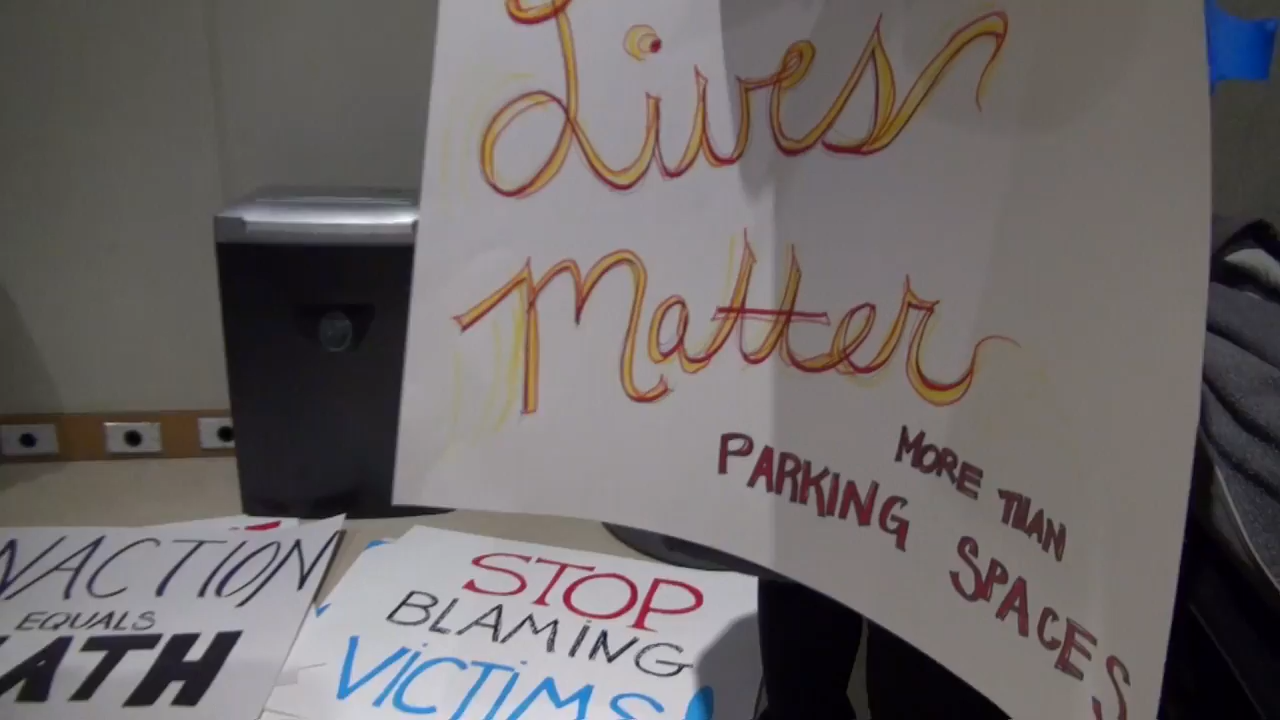 Lives
Matter
MORE THAN
PARKING SPACES
NACTION
EQUALS
ATH
STOP
BLAMING
VICTIMS!